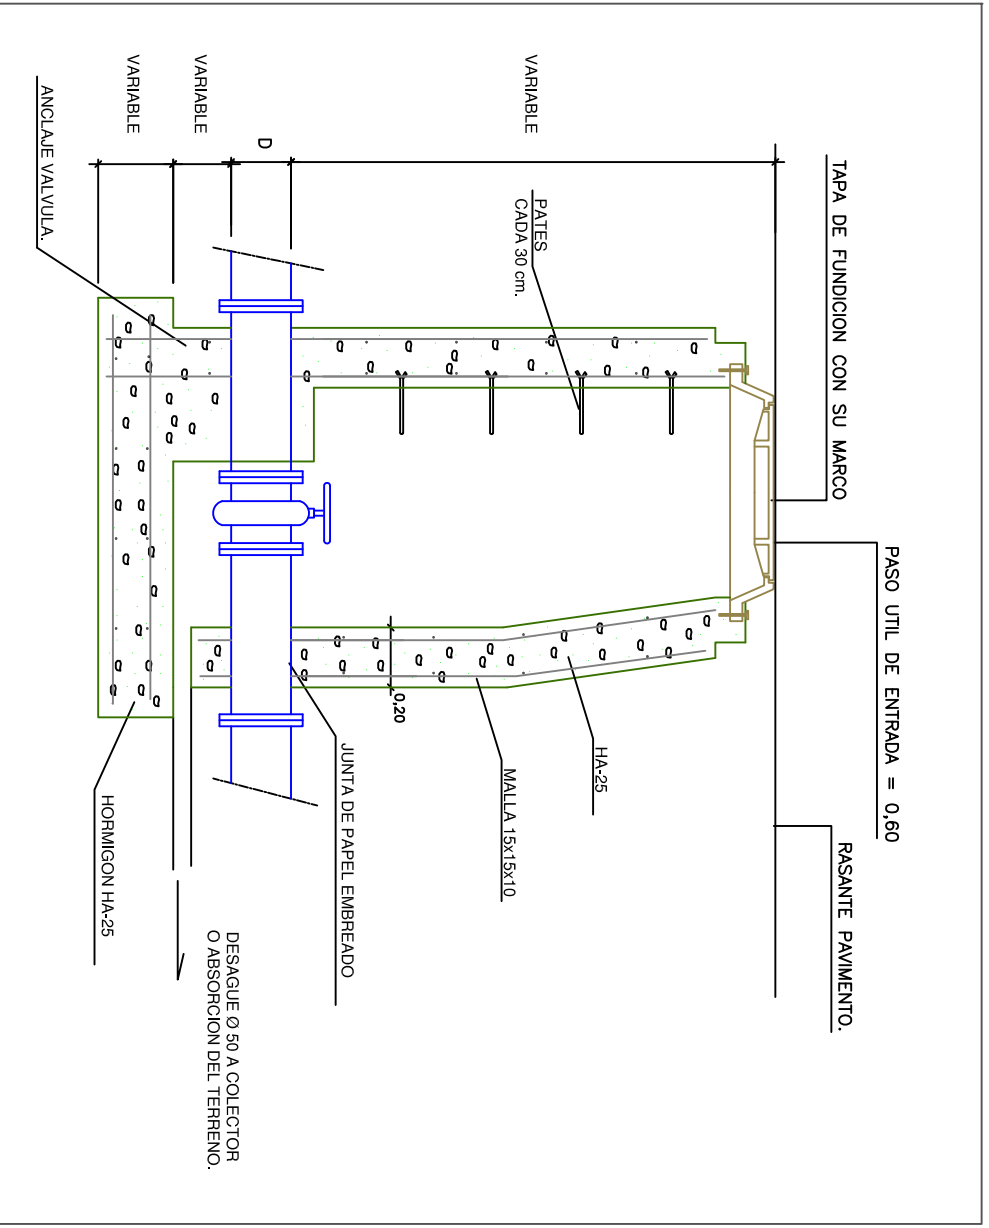 TAPA DE FUNDICION CON SU MARCO
PASO UTIL DE ENTRADA = 0,60
RASANTE PAVIMENTO.
VARIABLE
PATES
CADA 30 cm.
HA-25
MALLA 15x15x10
0,20
JUNTA DE PAPEL EMBREADO
D
VARIABLE
VARIABLE
ANCLAJE VALVULA.
HORMIGON HA-25
DESAGUE Ø 50 A COLECTOR
O ABSORCION DEL TERRENO.